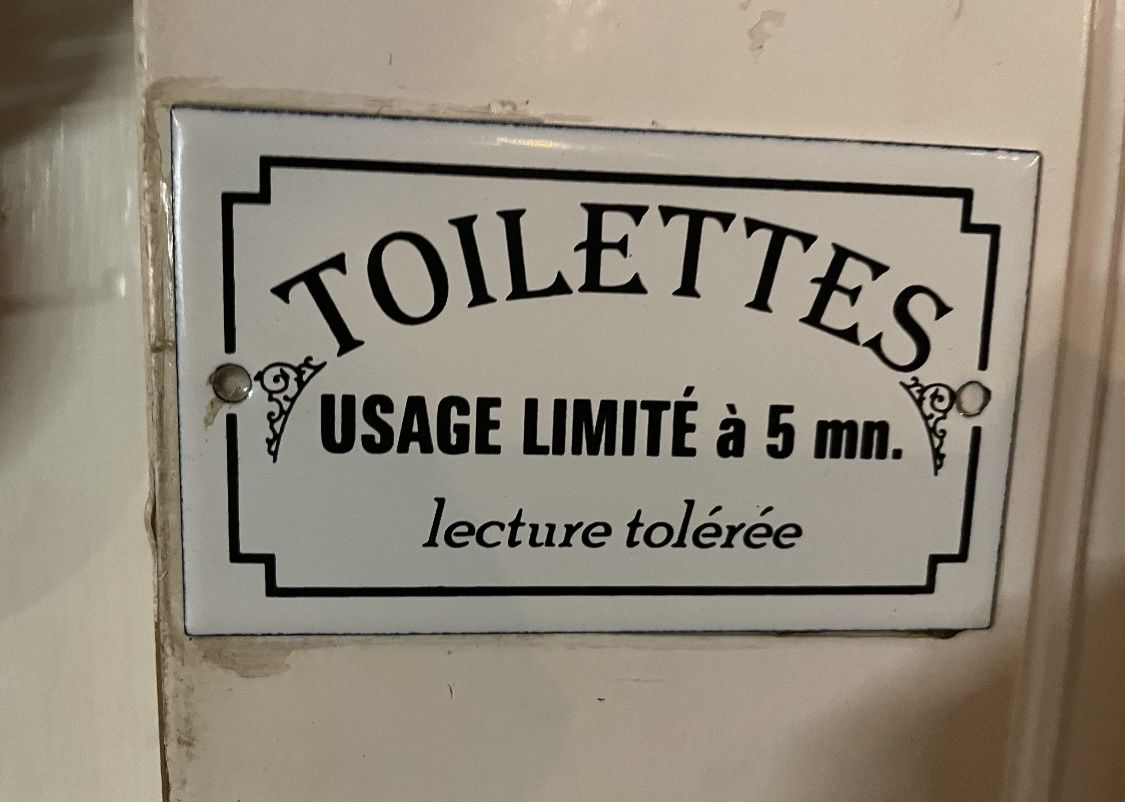 TOILETTES
USAGE LIMITÉ à 5 mn.
lecture tolérée